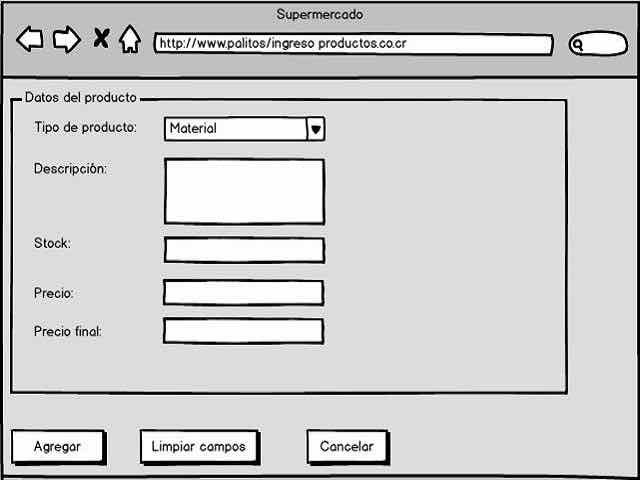 Supermercado
http://www.palitos/ingreso productos.co.cr
Datos del producto
Tipo de producto: Material
Descripción:
Stock:
Precio:
Precio final:
Agregar Limpiar campos Cancelar